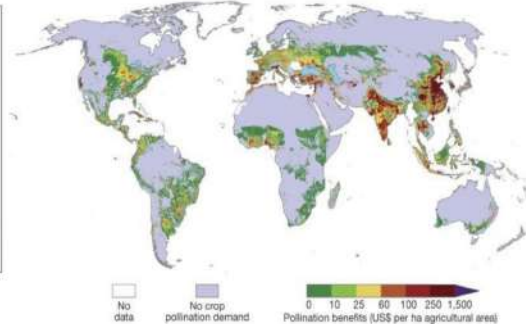 No
data
No crop
pollination demand
0 10 25 60 100 250 1,500
Pollination benefits (US$ per ha agricultural area)